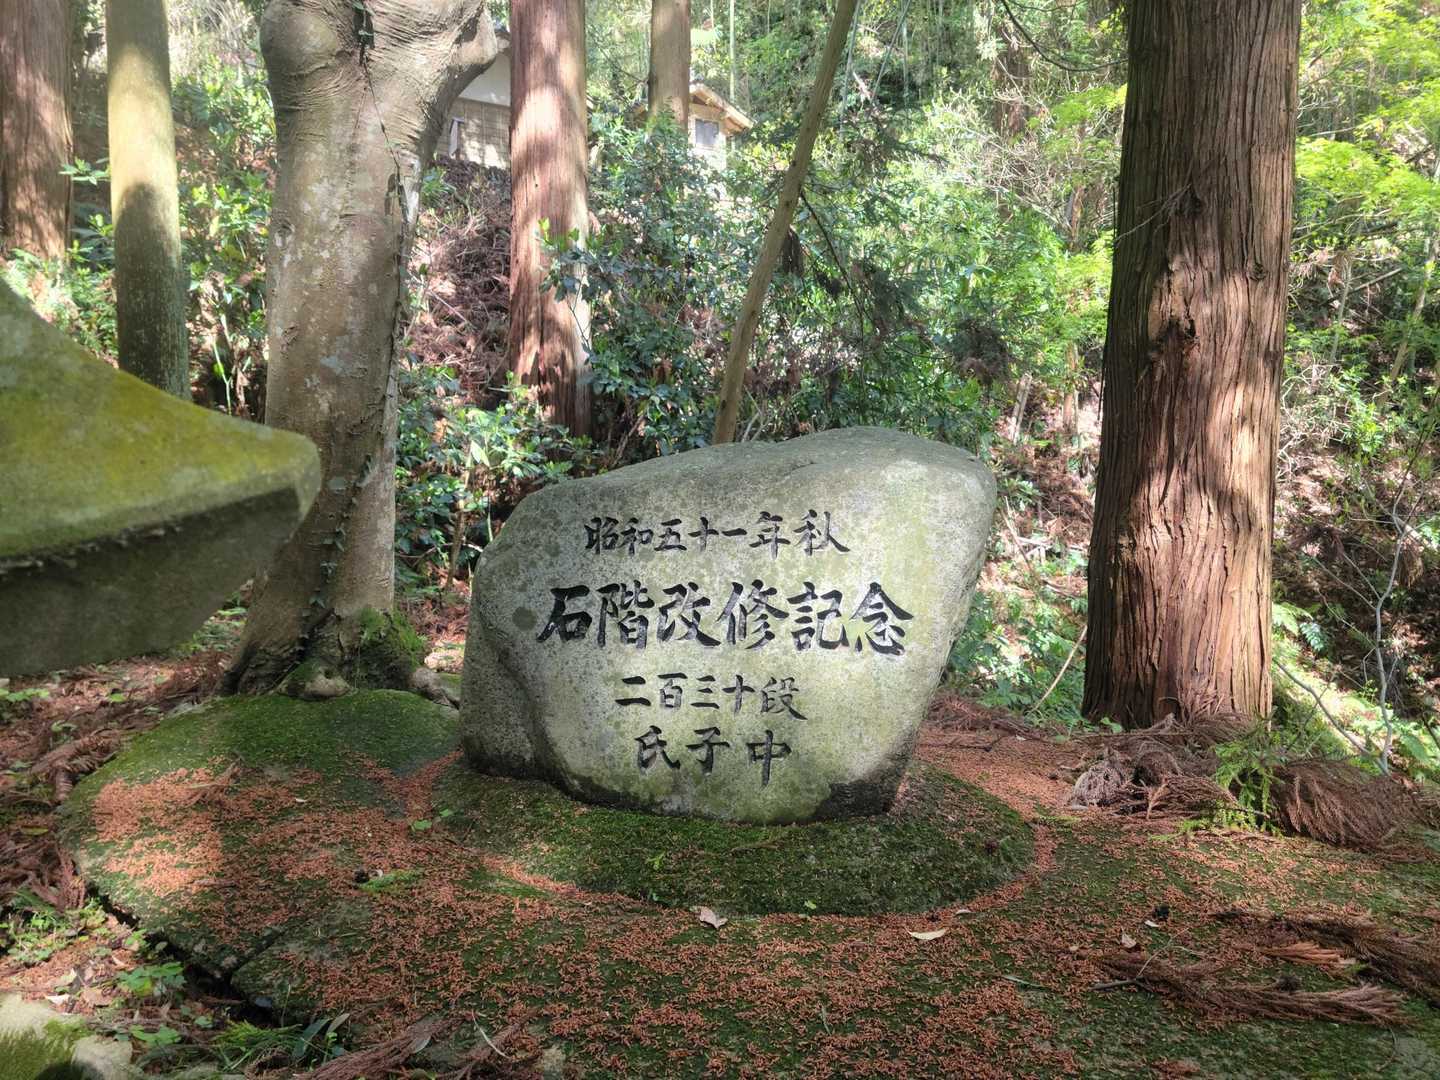 昭和五十一年秋
石階改修記念
二百三十段
氏子中